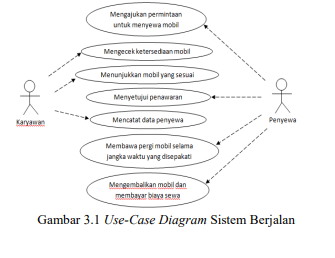 Mengajukan permintaan
untuk menyewa mobil
Mengecek ketersediaan mobil
Menunjukkan mobil yang sesuai
Menyetujui penawaran
Mencatat data penyewa
Karyawan
Penyewa
Membawa pergi mobil selama
jangka waktu yang disepakati
Mengembalikan mobil dan
membayar biaya sewa
Gambar 3.1 Use-Case Diagram Sistem Berjalan